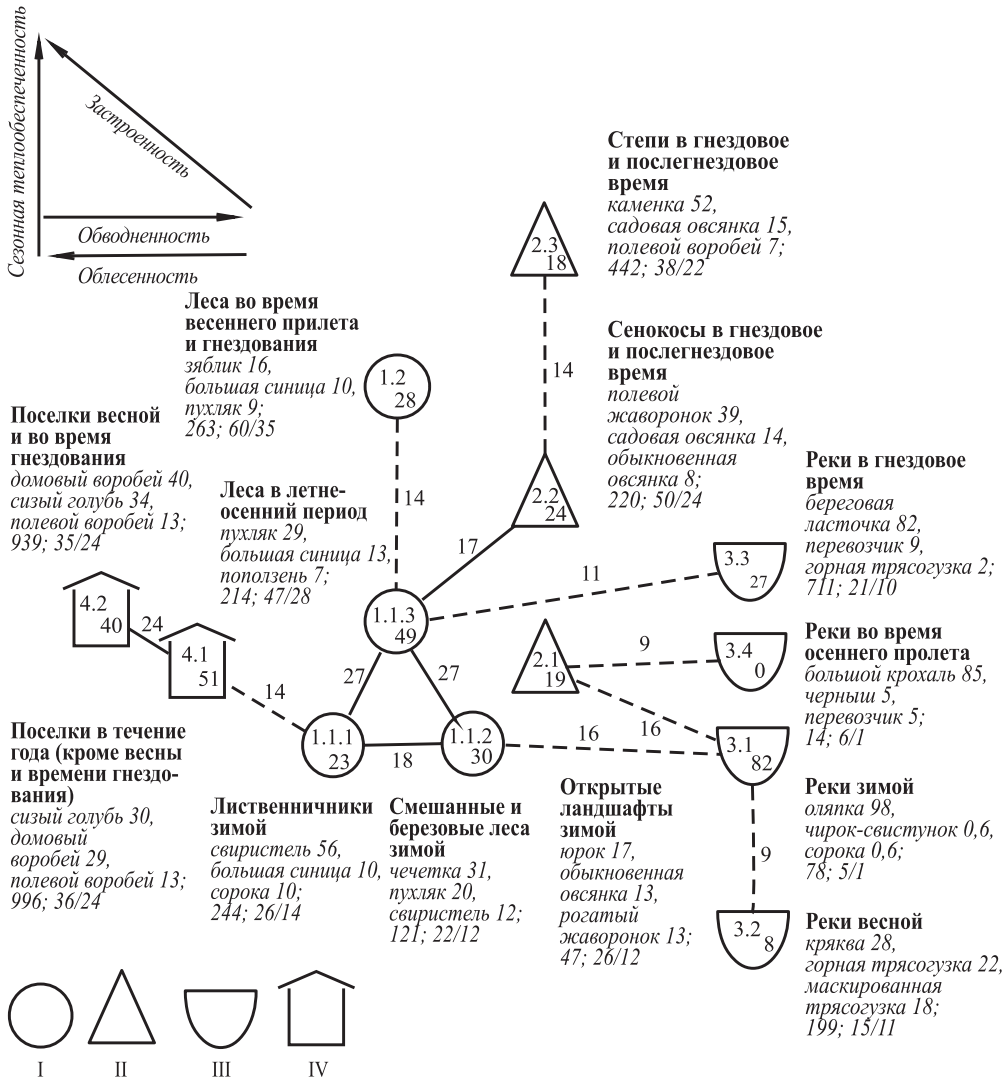 Сезонная теплообеспеченность
Застроенность
Обводненность
Облесенность
Степи в гнездовое
и послегнездовое
время
каменка 52,
садовая овсянка 15,
полевой воробей 7;
442; 38/22
2.3
18
14
Леса во время
весеннего прилета
и гнездования
зяблик 16,
большая синица 10,
пухляк 9;
263; 60/35
1.2
28
14
Сенокосы в гнездовое
и послегнездовое
время
полевой
жаворонок 39,
садовая овсянка 14,
обыкновенная
овсянка 8;
220; 50/24
2.2
24
17
Поселки весной
и во время
гнездования
домовый воробей 40,
сизый голубь 34,
полевой воробей 13;
939; 35/24
Леса в летне-
осенний период
пухляк 29,
большая синица 13,
поползень 7;
214; 47/28
Реки в гнездовое
время
береговая
ласточка 82,
перевозчик 9,
горная трясогузка 2;
711; 21/10
3.3
27
11
4.2
40
24
4.1
51
14
1.1.3
49
27
27
2.1
19
9
3.4
0
16
Реки во время
осеннего пролета
большой крохаль 85,
черныш 5,
перевозчик 5;
14; 6/1
1.1.1
23
18
1.1.2
30
16
3.1
82
9
3.2
8
Поселки в течение
года (кроме весны
и времени гнездо-
вания)
сизый голубь 30,
домовый
воробей 29,
полевой воробей 13;
996; 36/24
Лиственничники
зимой
свиристель 56,
большая синица 10,
сорока 10;
244; 26/14
Смешанные и
березовые леса
зимой
чечетка 31,
пухляк 20,
свиристель 12;
121; 22/12
Открытые
ландшафты
зимой
юрок 17,
обыкновенная
овсянка 13,
рогатый
жаворонок 13;
47; 26/12
Реки зимой
оляпка 98,
чирок-свистунок 0,6,
сорока 0,6;
78; 5/1
Реки весной
кряква 28,
горная трясогузка 22,
маскированная
трясогузка 18;
199; 15/11
I
II
III
IV